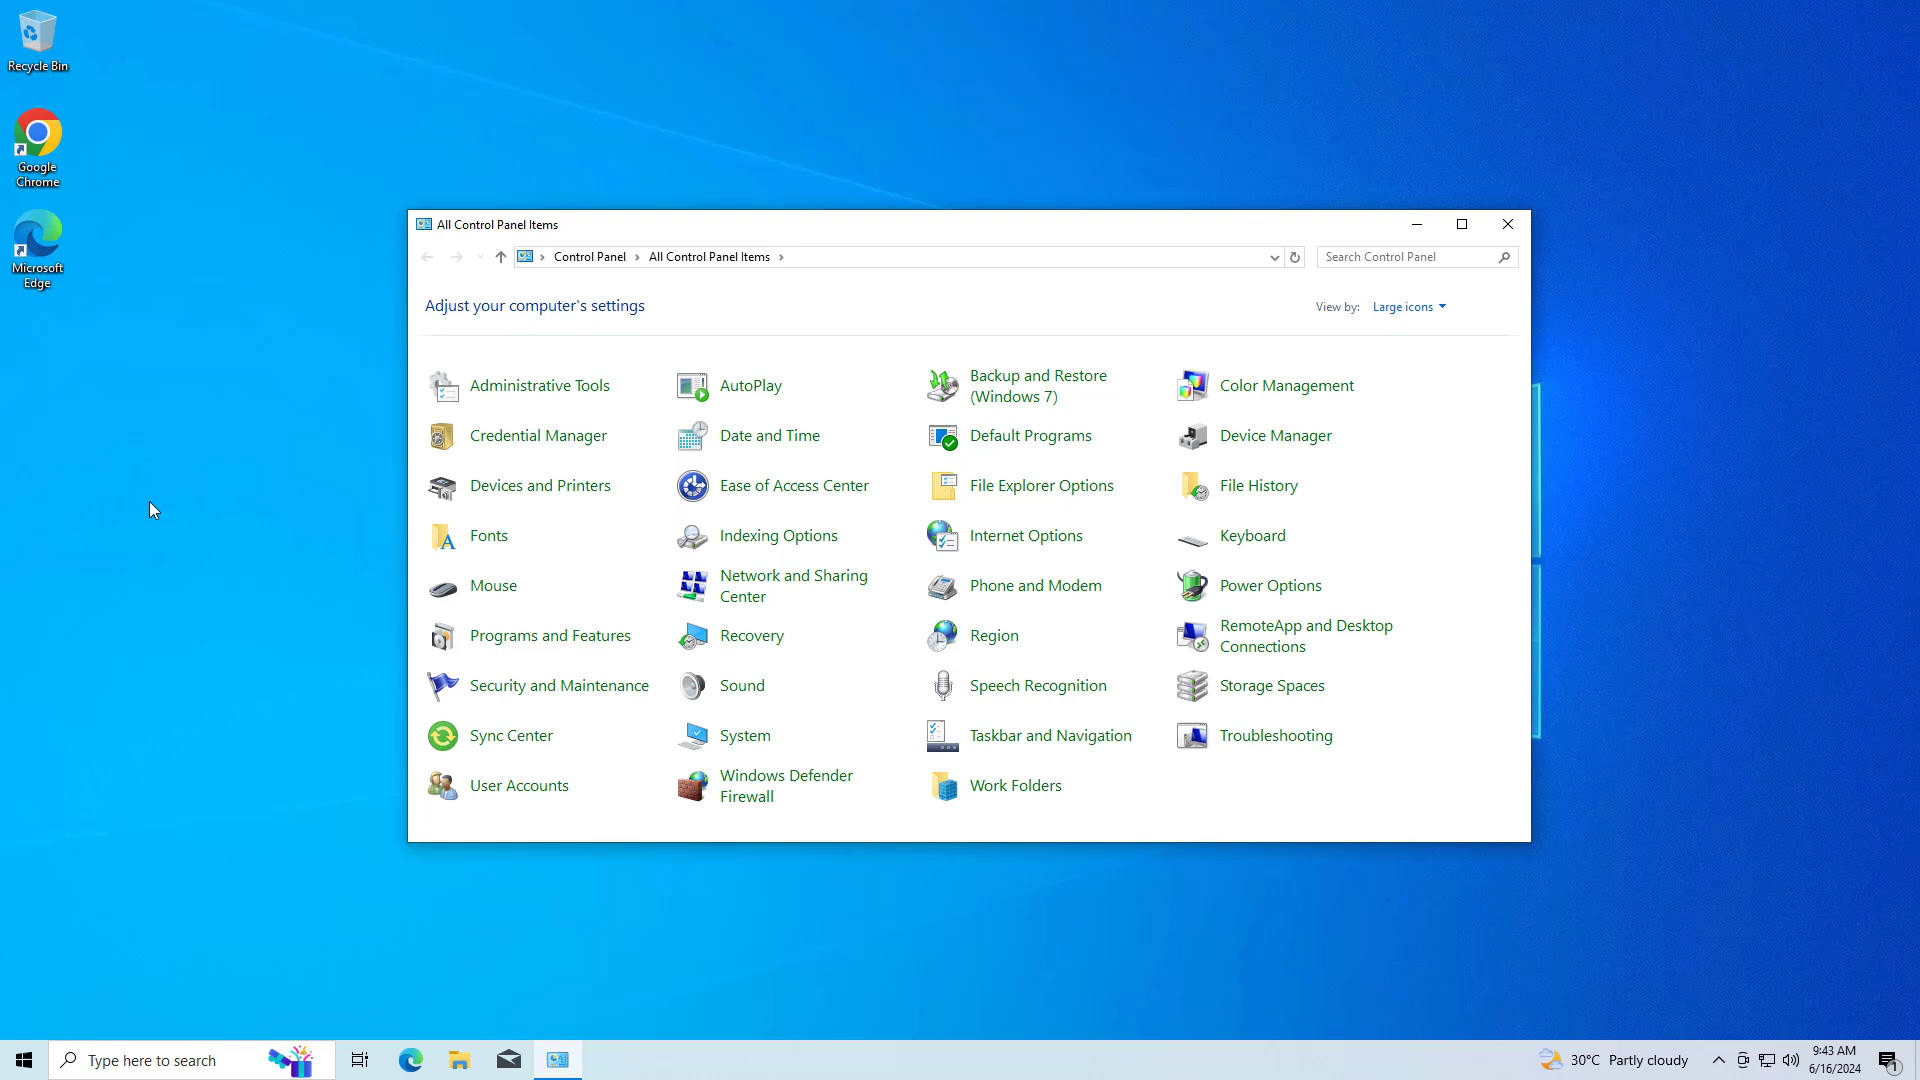 Recycle Bin
Google
Chrome
Microsoft
Edge
All Control Panel Items
Control Panel
All Control Panel Items
Search Control Panel
Adjust your computer's settings
View by:
Large icons
Administrative Tools
AutoPlay
Backup and Restore
(Windows 7)
Color Management
Credential Manager
Date and Time
Default Programs
Device Manager
Devices and Printers
Ease of Access Center
File Explorer Options
File History
Fonts
Indexing Options
Internet Options
Keyboard
Mouse
Network and Sharing
Center
Phone and Modem
Power Options
Programs and Features
Recovery
Region
RemoteApp and Desktop
Connections
Security and Maintenance
Sound
Speech Recognition
Storage Spaces
Sync Center
System
Taskbar and Navigation
Troubleshooting
User Accounts
Windows Defender
Firewall
Work Folders
Type here to search
30°C Partly cloudy
9:43 AM
6/16/2024
1